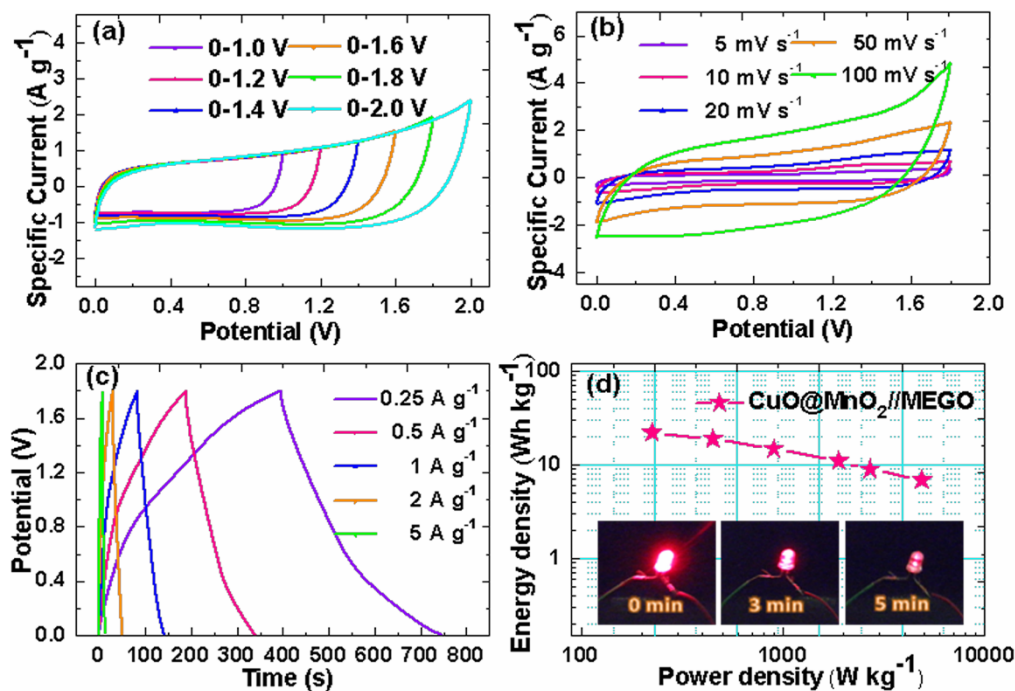 (a)
0-1.0 V 0-1.6 V
0-1.2 V 0-1.8 V
0-1.4 V 0-2.0 V
Specific Current (A g⁻¹)
4
3
2
1
0
-1
-2
0.0 0.4 0.8 1.2 1.6 2.0
Potential (V)
(b)
5 mV s⁻¹ 50 mV s⁻¹
10 mV s⁻¹ 100 mV s⁻¹
20 mV s⁻¹
Specific Current (A g⁻¹)
6
4
2
0
-2
-4
0.0 0.4 0.8 1.2 1.6 2.0
Potential (V)
(c)
0.25 A g⁻¹
0.5 A g⁻¹
1 A g⁻¹
2 A g⁻¹
5 A g⁻¹
Potential (V)
2.0
1.6
1.2
0.8
0.4
0.0
0 100 200 300 400 500 600 700 800
Time (s)
(d)
CuO@MnO₂//MEGO
Energy density (Wh kg⁻¹)
100
10
1
0 min 3 min 5 min
100 1000 10000
Power density (W kg⁻¹)